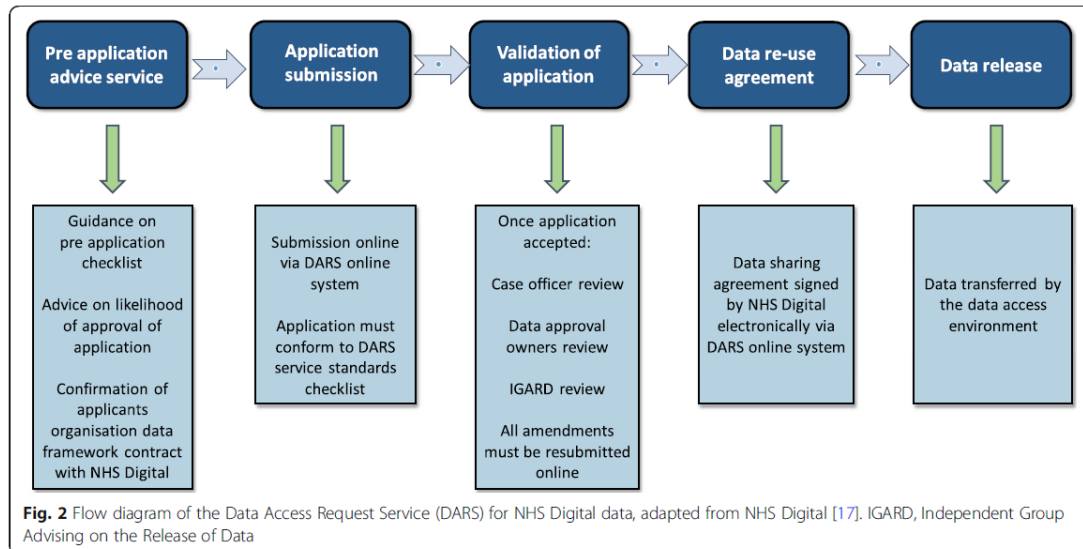 Pre application
advice service
Application
submission
Validation of
application
Data re-use
agreement
Data release
Guidance on
pre application
checklist
Advice on likelihood
of approval of
application
Confirmation of
applicants
organisation data
framework contract
with NHS Digital
Submission online
via DARS online
system
Application must
conform to DARS
service standards
checklist
Once application
accepted:
Case officer review
Data approval
owners review
IGARD review
All amendments
must be resubmitted
online
Data sharing
agreement signed
by NHS Digital
electronically via
DARS online system
Data transferred by
the data access
environment
Fig. 2 Flow diagram of the Data Access Request Service (DARS) for NHS Digital data, adapted from NHS Digital [17]. IGARD, Independent Group
Advising on the Release of Data